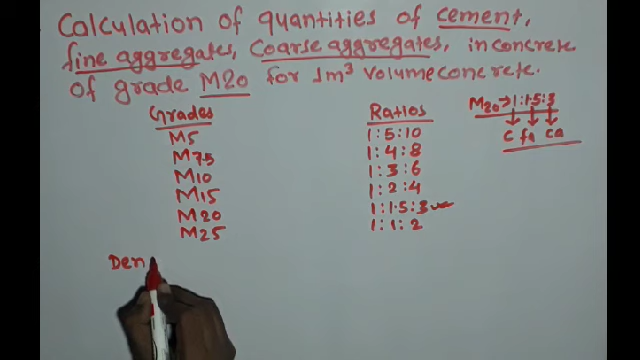 Calculation of quantities of cement,
fine aggregates, coarse aggregates, in concrete
of grade M20 for 1m³ volume concrete.
Grades Ratios M20 → 1:1.5:3
C fA CA
M5 1:5:10
M7.5 1:4:8
M10 1:3:6
M15 1:2:4
M20 1:1.5:3
M25 1:1:2
Den